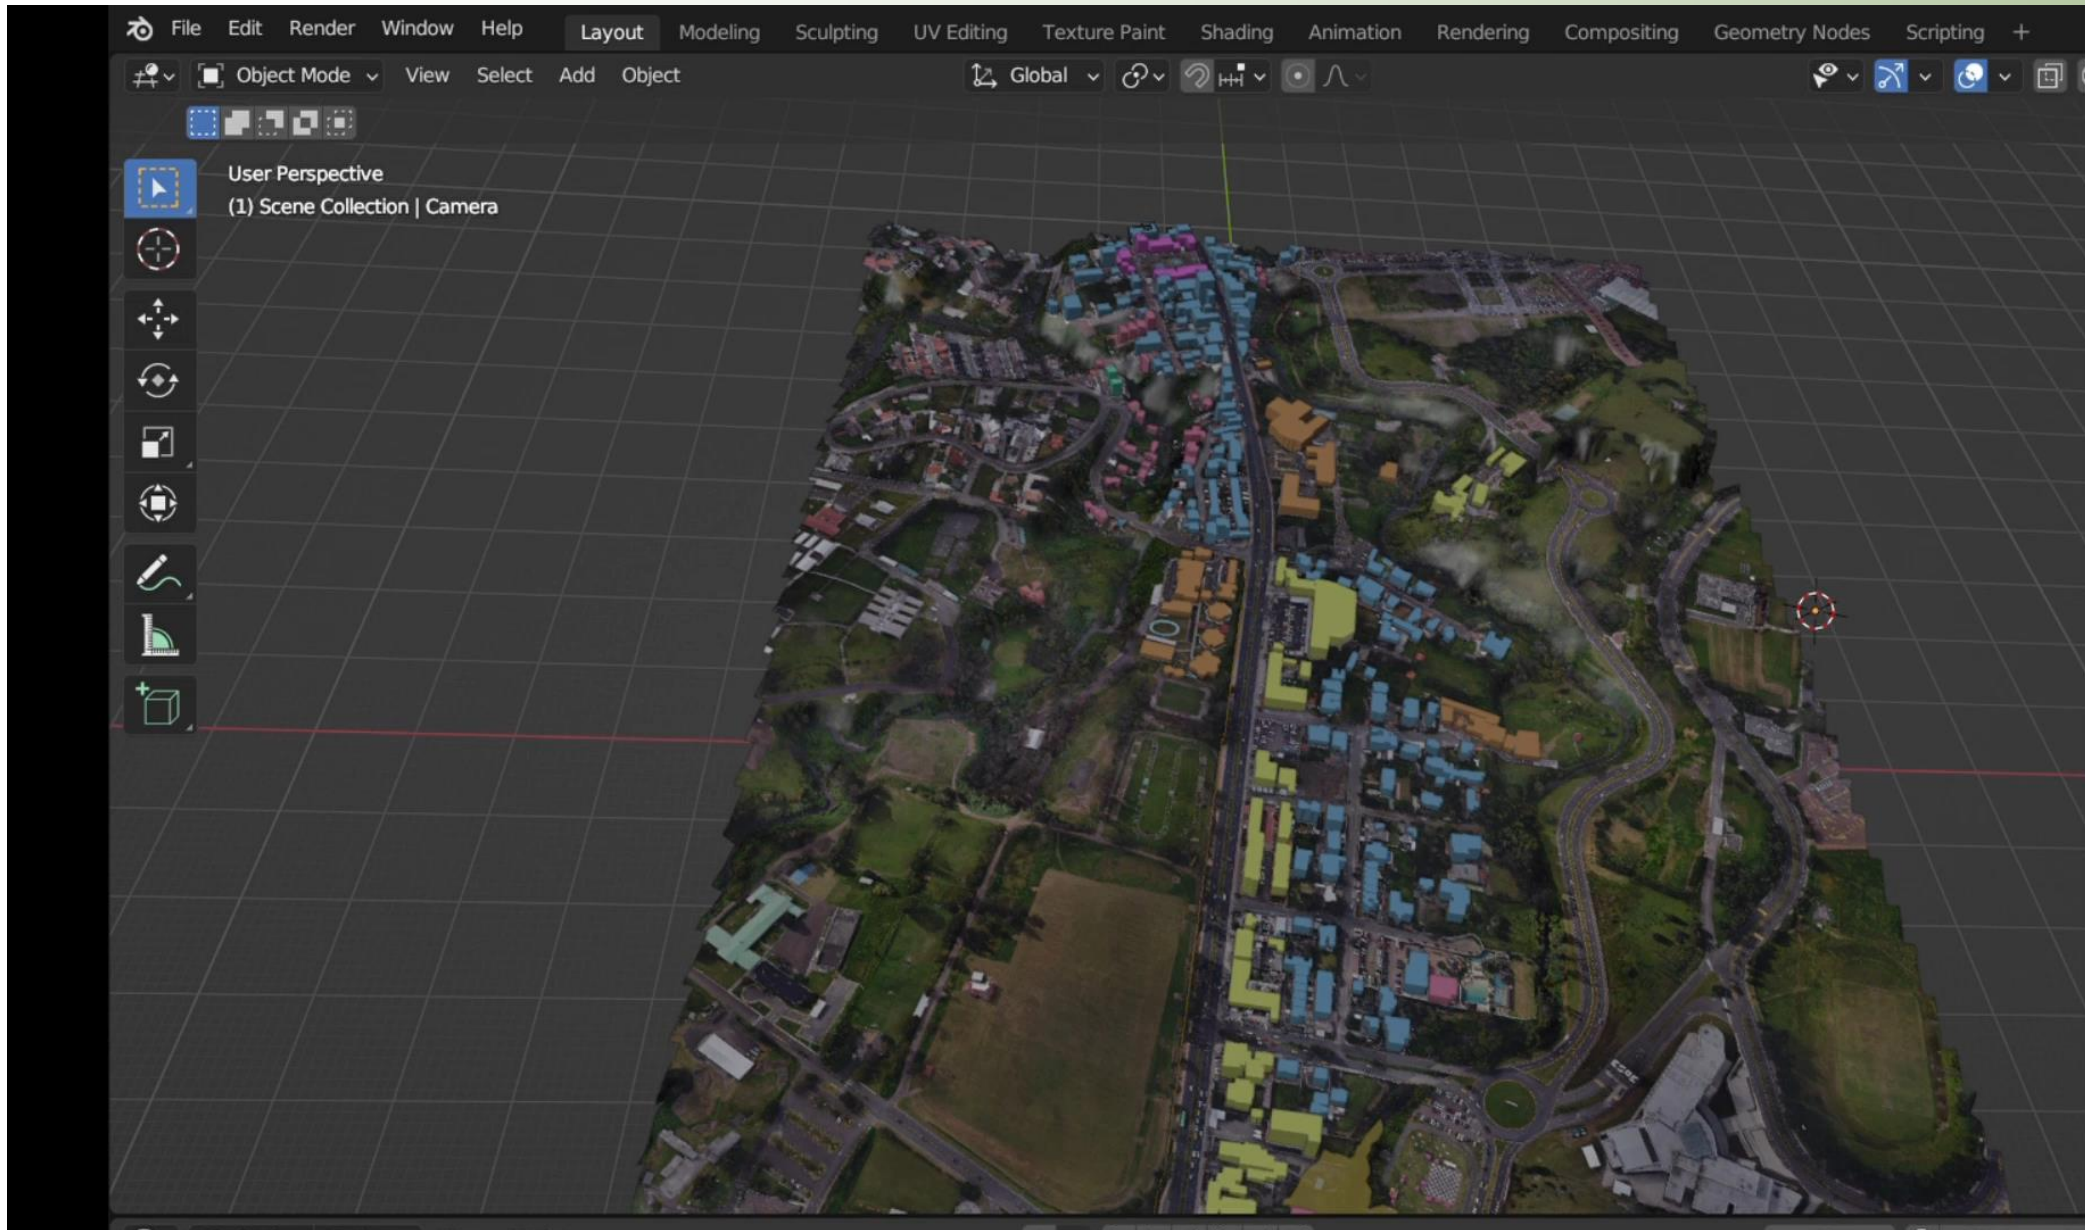 File Edit Render Window Help Layout Modeling Sculpting UV Editing Texture Paint Shading Animation Rendering Compositing Geometry Nodes Scripting +
Object Mode View Select Add Object Global
User Perspective
(1) Scene Collection | Camera